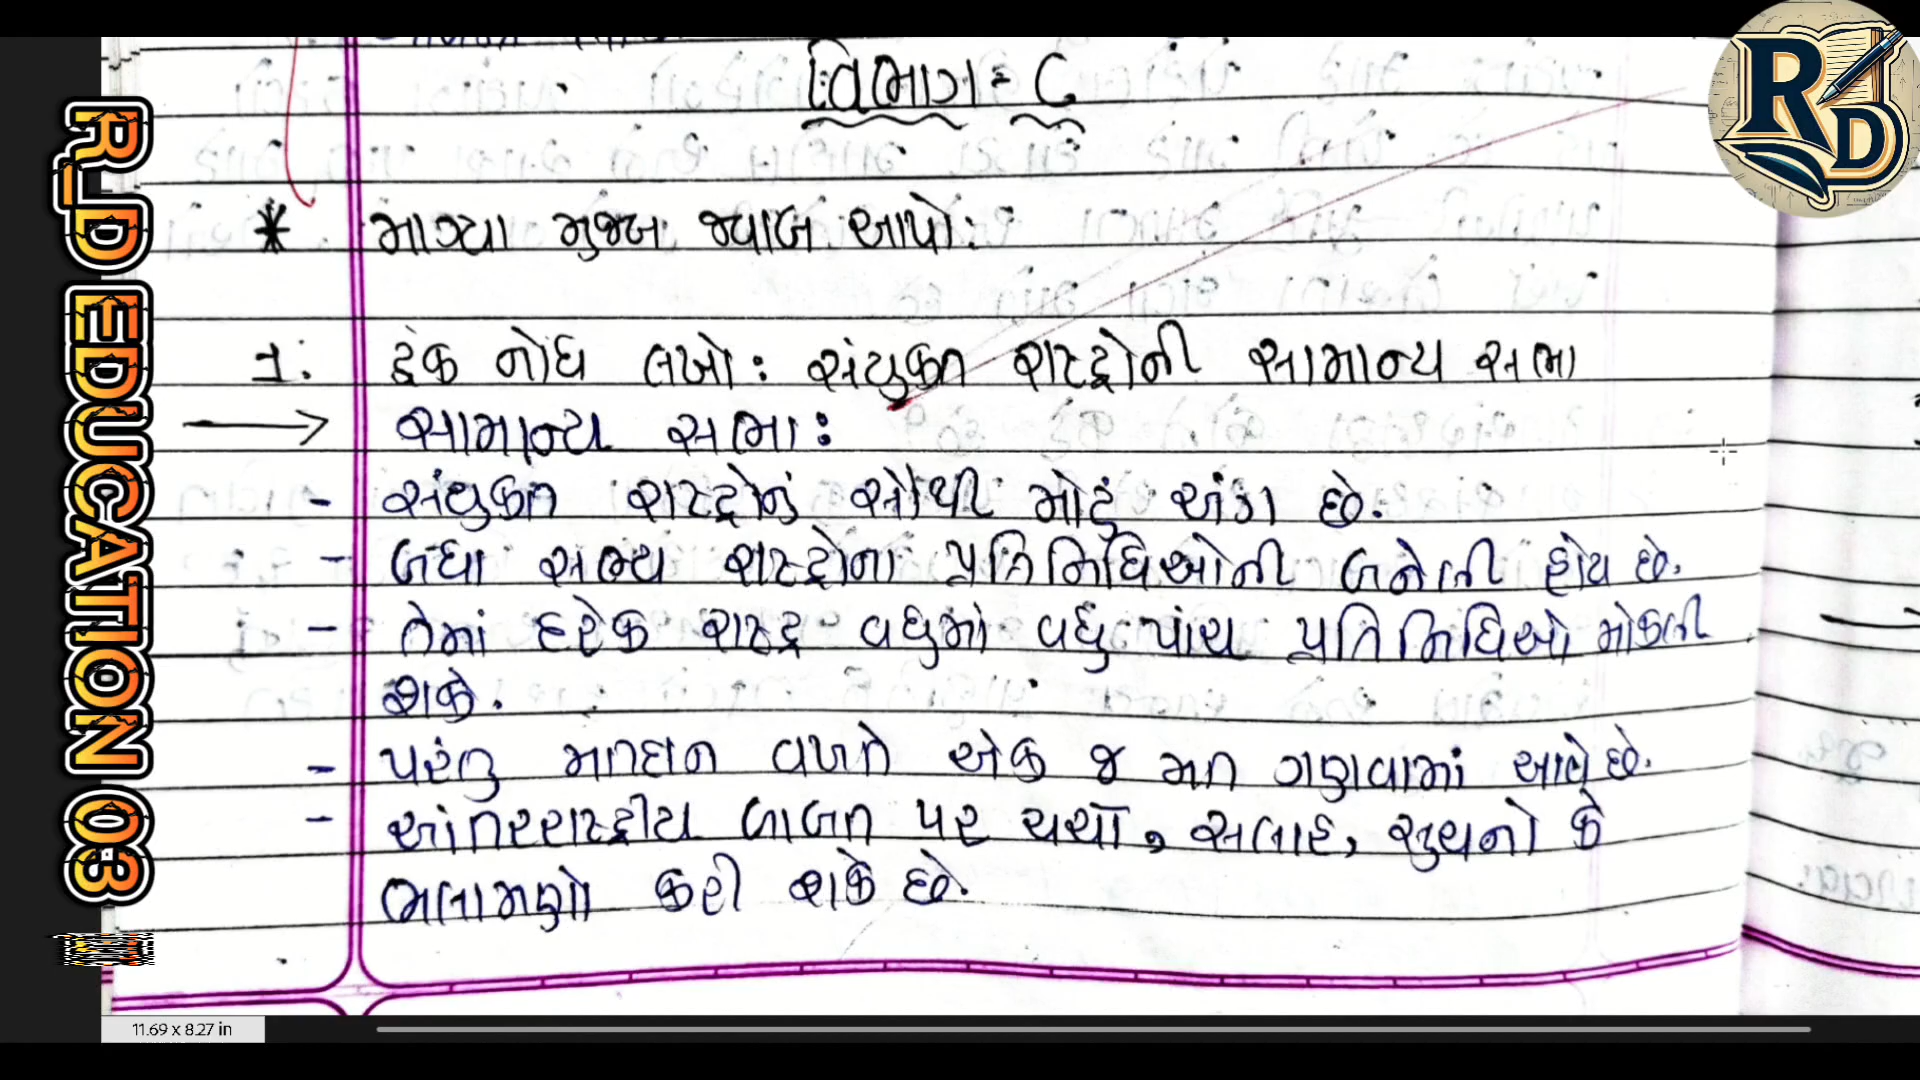 વિભાગ - C
* માગ્યા મુજબ જવાબ આપો:
1. ટૂંક નોંધ લખો: સંયુક્ત રાષ્ટ્રોની સામાન્ય સભા
→ સામાન્ય સભા:
- સંયુક્ત રાષ્ટ્રોનું સૌથી મોટું અંગ છે.
- બધા સભ્ય રાષ્ટ્રોના પ્રતિનિધિઓની બનેલી હોય છે.
- તેમાં દરેક રાષ્ટ્ર વધુમાં વધુ પાંચ પ્રતિનિધિઓ મોકલી
શકે.
- પરંતુ મતદાન વખતે એક જ મત ગણવામાં આવે છે.
- આંતરરાષ્ટ્રીય બાબત પર ચર્ચા, સલાહ, સુચનો કે
ભલામણો કરી શકે છે.
R_D EDUCATION 03
RD
11.69 x 8.27 in